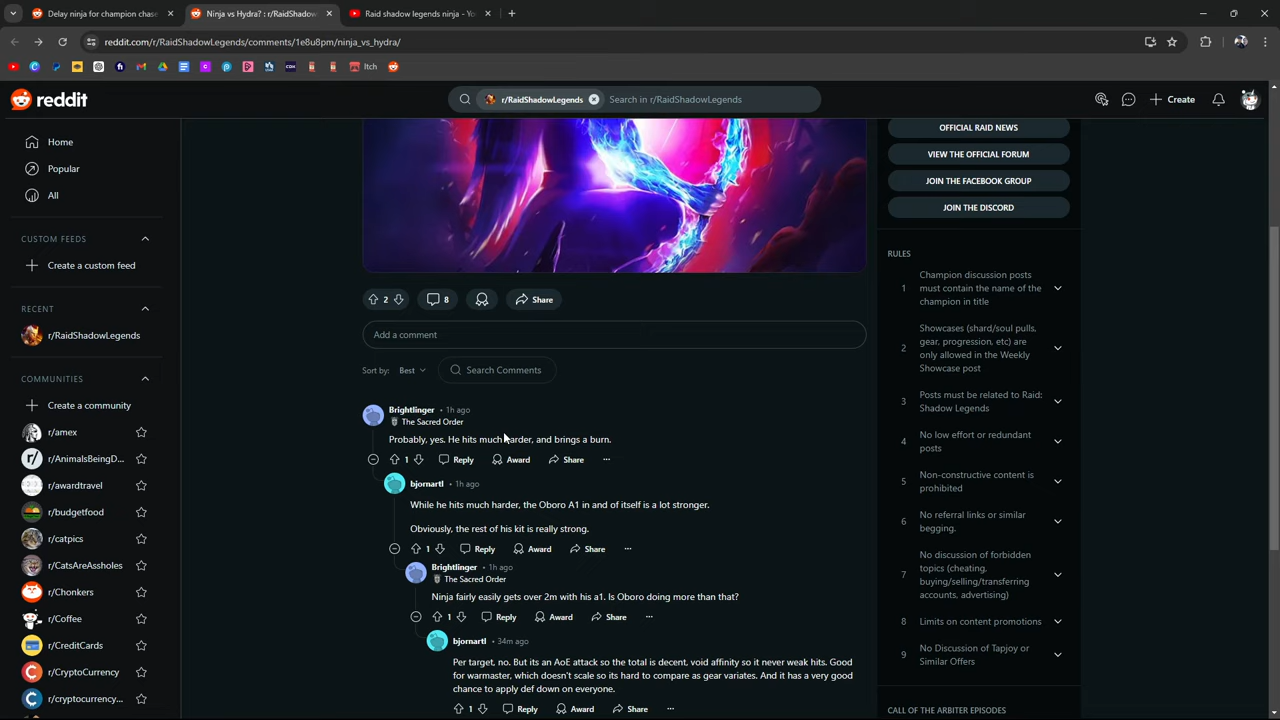 Delay ninja for champion chase
Ninja vs Hydra? : r/RaidShadow
Raid shadow legends ninja - Yo
reddit.com/r/RaidShadowLegends/comments/1e8u8pm/ninja_vs_hydra/
Itch
reddit
r/RaidShadowLegends
Search in r/RaidShadowLegends
Create
Home
Popular
All
CUSTOM FEEDS
Create a custom feed
RECENT
r/RaidShadowLegends
COMMUNITIES
Create a community
r/amex
r/AnimalsBeingD...
r/awardtravel
r/budgetfood
r/catpics
r/CatsAreAssholes
r/Chonkers
r/Coffee
r/CreditCards
r/CryptoCurrency
r/cryptocurrency...
2
8
Share
Add a comment
Sort by: Best
Search Comments
Brightlinger • 1h ago
The Sacred Order
Probably, yes. He hits much harder, and brings a burn.
1 Reply Award Share ...
bjornartl • 1h ago
While he hits much harder, the Oboro A1 in and of itself is a lot stronger.
Obviously, the rest of his kit is really strong.
1 Reply Award Share ...
Brightlinger • 1h ago
The Sacred Order
Ninja fairly easily gets over 2m with his a1. Is Oboro doing more than that?
1 Reply Award Share ...
bjornartl • 34m ago
Per target, no. But its an AoE attack so the total is decent, void affinity so it never weak hits. Good
for warmaster, which doesn't scale so its hard to compare as gear variates. And it has a very good
chance to apply def down on everyone.
1 Reply Award Share ...
OFFICIAL RAID NEWS
VIEW THE OFFICIAL FORUM
JOIN THE FACEBOOK GROUP
JOIN THE DISCORD
RULES
1 Champion discussion posts
must contain the name of the
champion in title
2 Showcases (shard/soul pulls,
gear, progression, etc) are
only allowed in the Weekly
Showcase post
3 Posts must be related to Raid:
Shadow Legends
4 No low effort or redundant
posts
5 Non-constructive content is
prohibited
6 No referral links or similar
begging.
7 No discussion of forbidden
topics (cheating,
buying/selling/transferring
accounts, advertising)
8 Limits on content promotions
9 No Discussion of Tapjoy or
Similar Offers
CALL OF THE ARBITER EPISODES